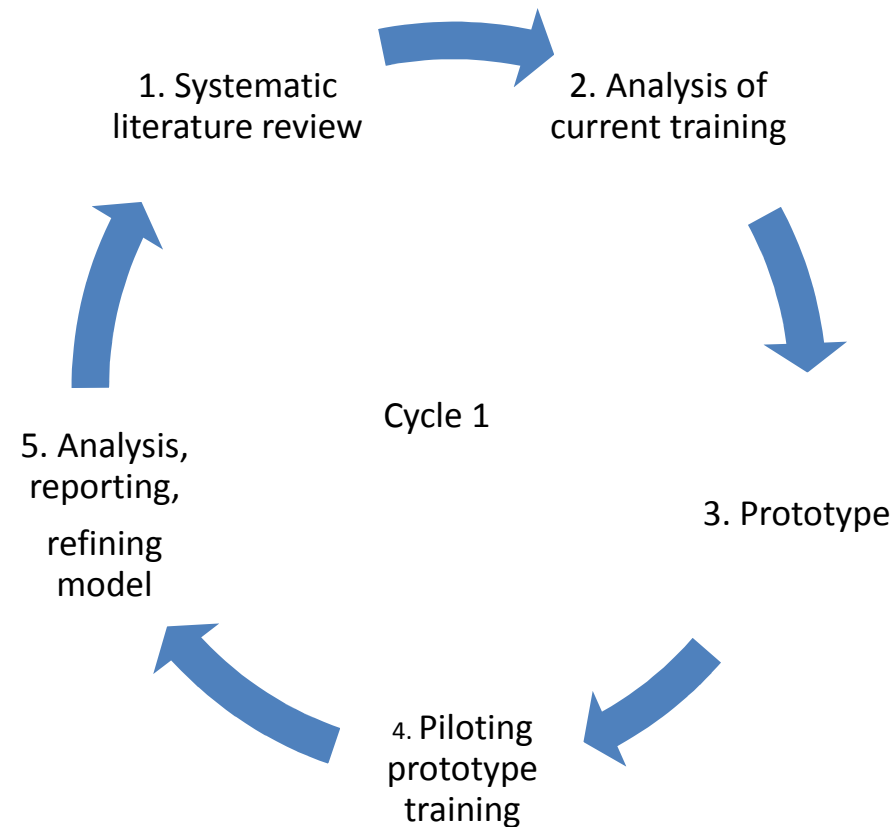 1. Systematic
literature review
2. Analysis of
current training
3. Prototype
4. Piloting
prototype
training
5. Analysis,
reporting,
refining
model
Cycle 1